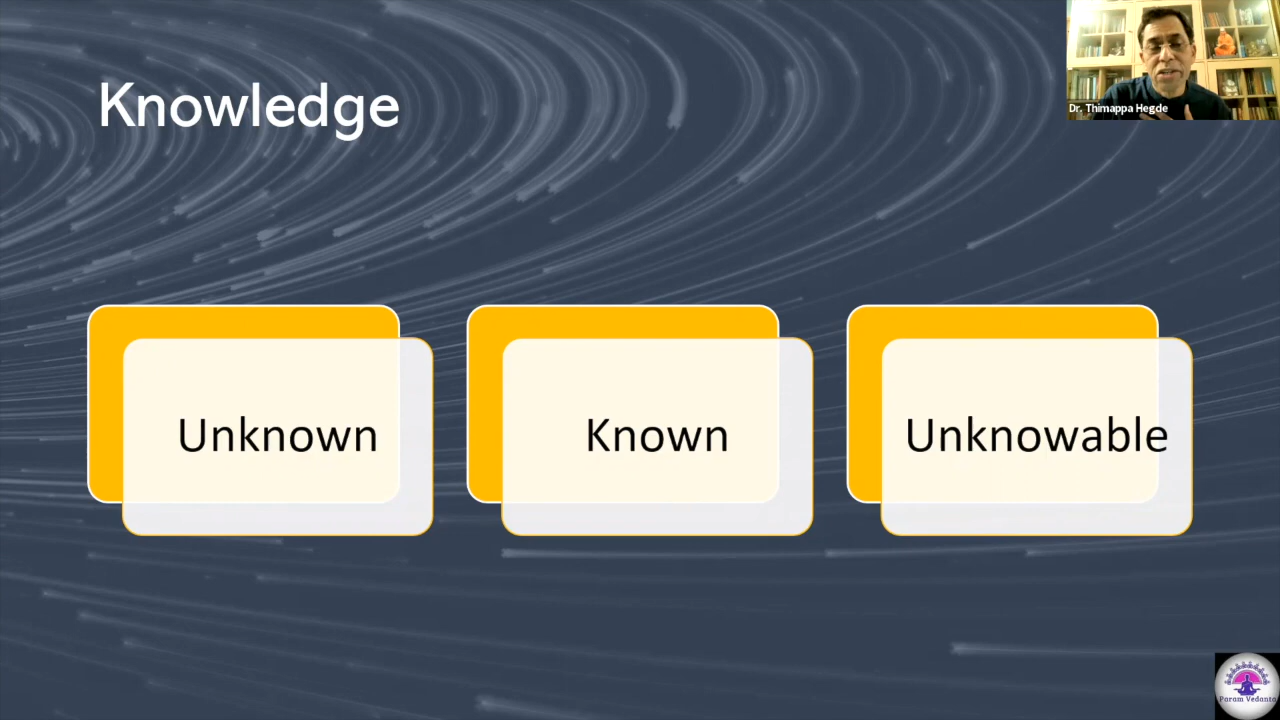 Knowledge
Dr. Thimappa Hegde
Unknown
Known
Unknowable
Param Vedanta